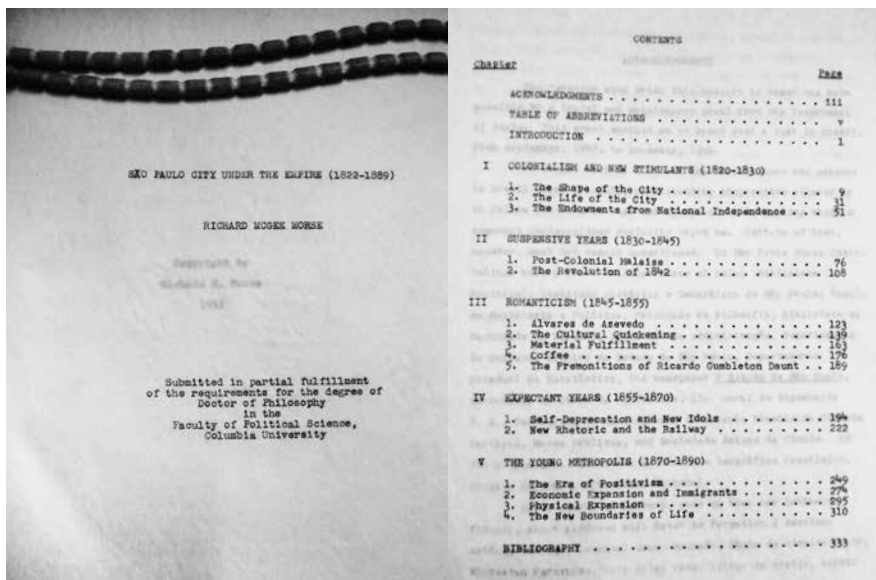 SÃO PAULO CITY UNDER THE EMPIRE (1822-1889)
RICHARD MCGEE MORSE
Copyright by
Richard M. Morse
1952
Submitted in partial fulfillment
of the requirements for the degree of
Doctor of Philosophy
in the
Faculty of Political Science,
Columbia University
CONTENTS
Chapter Page
ACKNOWLEDGMENTS . . . . . . . . . . . . . . . . . . iii
TABLE OF ABBREVIATIONS . . . . . . . . . . . . . . v
INTRODUCTION . . . . . . . . . . . . . . . . . . . 1
I COLONIALISM AND NEW STIMULANTS (1820-1830)
1. The Shape of the City . . . . . . . . . . . . 9
2. The Life of the City . . . . . . . . . . . . 31
3. The Endowments from National Independence . . 51
II SUSPENSIVE YEARS (1830-1845)
1. Post-Colonial Malaise . . . . . . . . . . . . 76
2. The Revolution of 1842 . . . . . . . . . . . 108
III ROMANTICISM (1845-1855)
1. Alvares de Azevedo . . . . . . . . . . . . . 123
2. The Cultural Quickening . . . . . . . . . . . 139
3. Material Fulfillment . . . . . . . . . . . . 163
4. Coffee . . . . . . . . . . . . . . . . . . . 176
5. The Premonitions of Ricardo Gumbleton Daunt . . 189
IV EXPECTANT YEARS (1855-1870)
1. Self-Deprecation and New Idols . . . . . . . 194
2. New Rhetoric and the Railway . . . . . . . . 222
V THE YOUNG METROPOLIS (1870-1890)
1. The Era of Positivism . . . . . . . . . . . . 249
2. Economic Expansion and Immigrants . . . . . . 274
3. Physical Expansion . . . . . . . . . . . . . 295
4. The New Boundaries of Life . . . . . . . . . 310
BIBLIOGRAPHY . . . . . . . . . . . . . . . . . . . 333